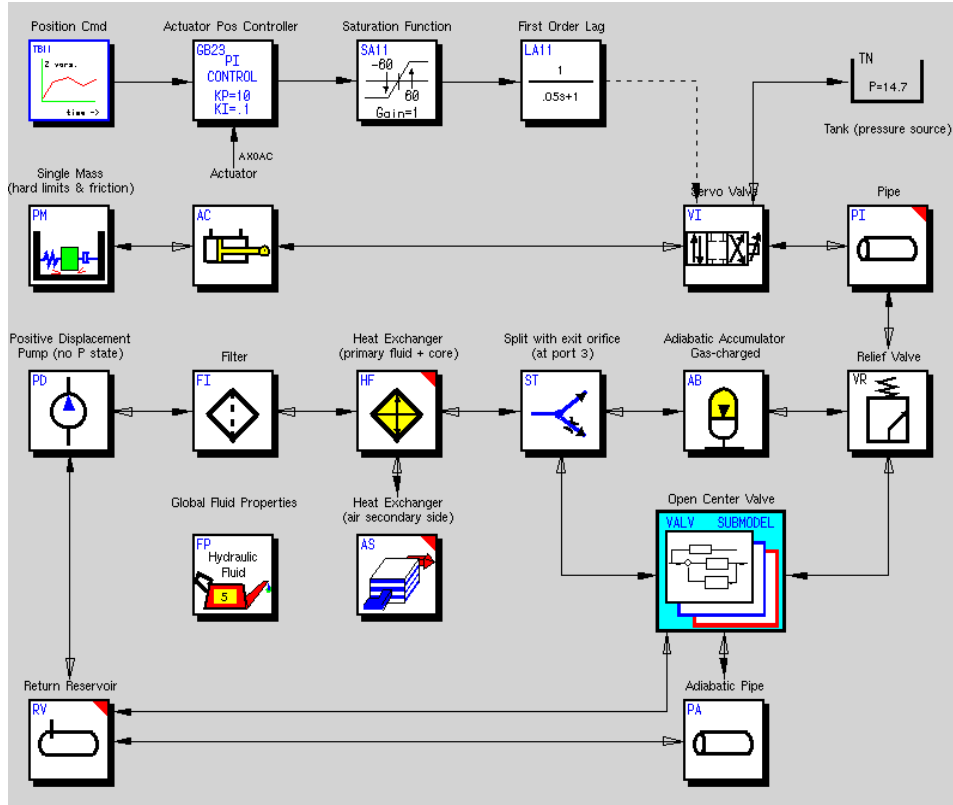 Position Cmd
Actuator Pos Controller
Saturation Function
First Order Lag
TB11
2 vars.
time ->
GB23
PI
CONTROL
KP=10
KI=.1
SA11
-60
60
Gain=1
LA11
1
.05s+1
TN
P=14.7
Tank (pressure source)
AX0AC
Single Mass
(hard limits & friction)
Actuator
Servo Valve
Pipe
PM
AC
VI
PI
Positive Displacement
Pump (no P state)
Filter
Heat Exchanger
(primary fluid + core)
Split with exit orifice
(at port 3)
Adiabatic Accumulator
Gas-charged
Relief Valve
PD
FI
HF
ST
AB
VR
Global Fluid Properties
Heat Exchanger
(air secondary side)
Open Center Valve
FP
Hydraulic
Fluid
5
AS
VALV SUBMODEL
Return Reservoir
Adiabatic Pipe
RV
PA